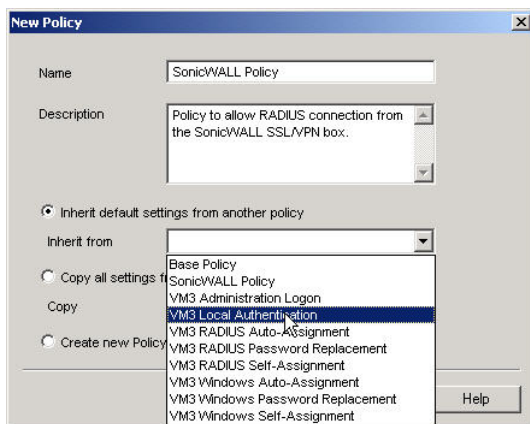 New Policy
Name
SonicWALL Policy
Description
Policy to allow RADIUS connection from
the SonicWALL SSL/VPN box.
Inherit default settings from another policy
Inherit from
Base Policy
SonicWALL Policy
VM3 Administration Logon
VM3 Local Authentication
VM3 RADIUS Auto-Assignment
VM3 RADIUS Password Replacement
VM3 RADIUS Self-Assignment
VM3 Windows Auto-Assignment
VM3 Windows Password Replacement
VM3 Windows Self-Assignment
Copy all settings f
Copy
Create new Policy
Help